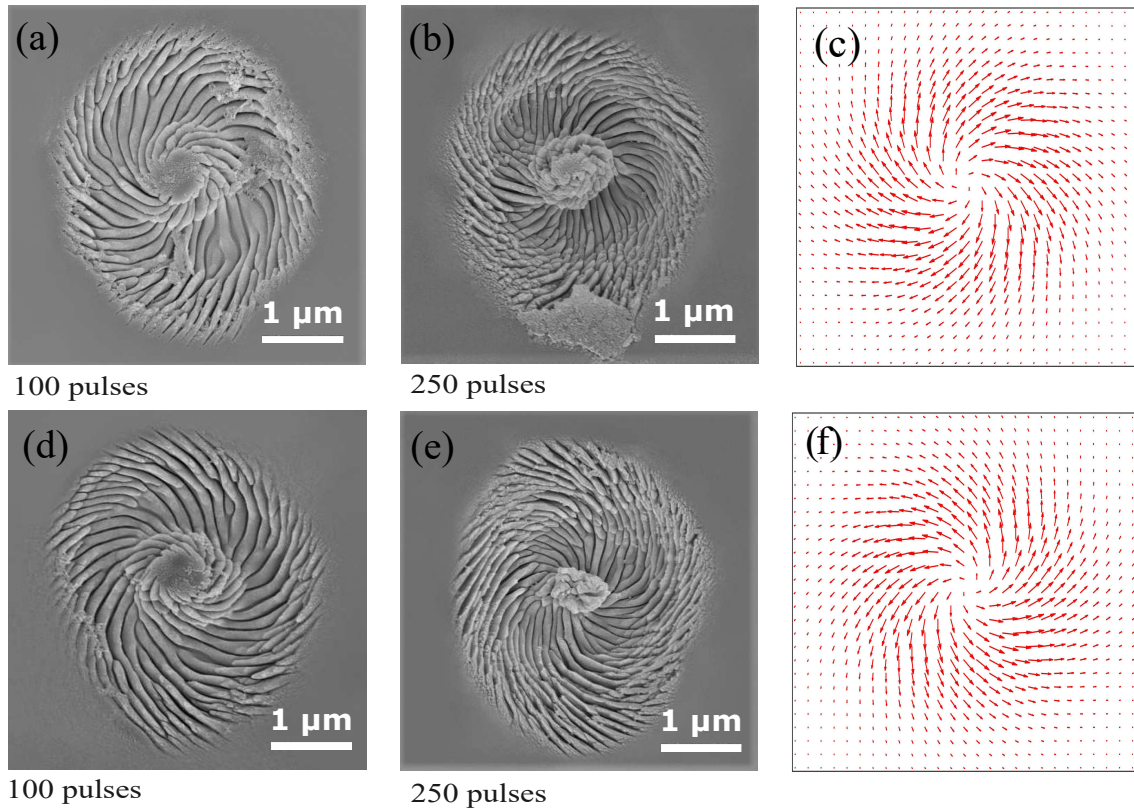 (a)
(b)
(c)
1 μm
1 μm
100 pulses
250 pulses
(d)
(e)
(f)
1 μm
1 μm
100 pulses
250 pulses